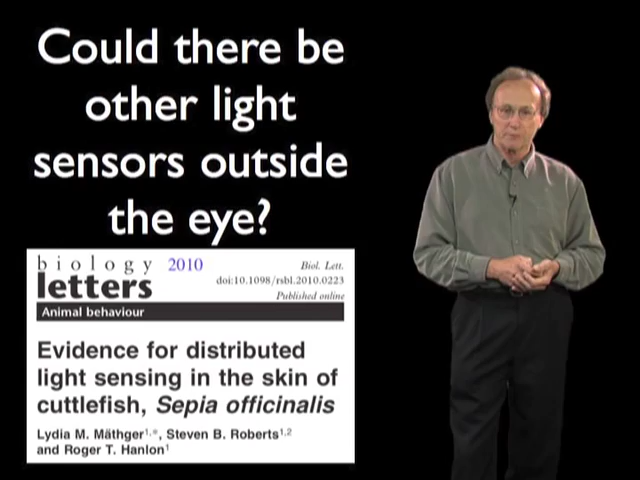 Could there be
other light
sensors outside
the eye?
biology 2010 Biol. Lett.
letters doi:10.1098/rsbl.2010.0223
Published online
Animal behaviour
Evidence for distributed
light sensing in the skin of
cuttlefish, Sepia officinalis
Lydia M. Mäthger1,*, Steven B. Roberts1,2
and Roger T. Hanlon1